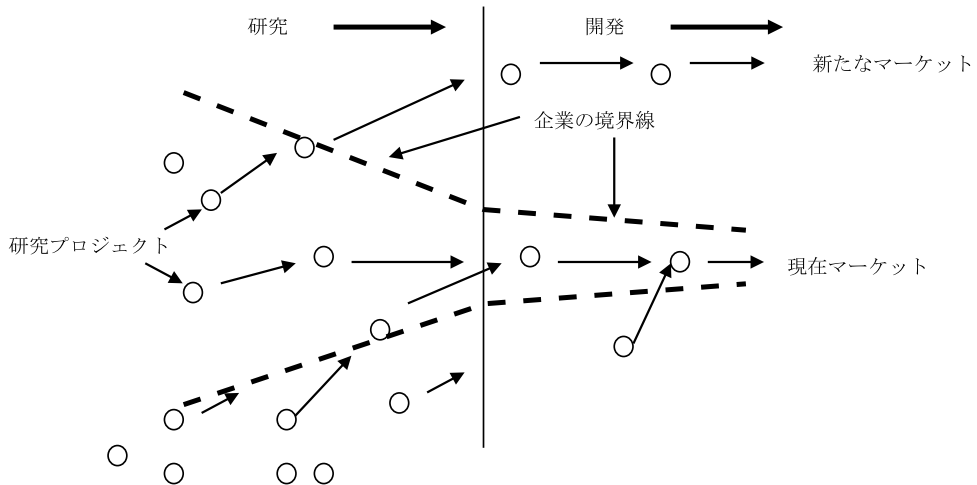 研究
開発
新たなマーケット
企業の境界線
研究プロジェクト
現在マーケット